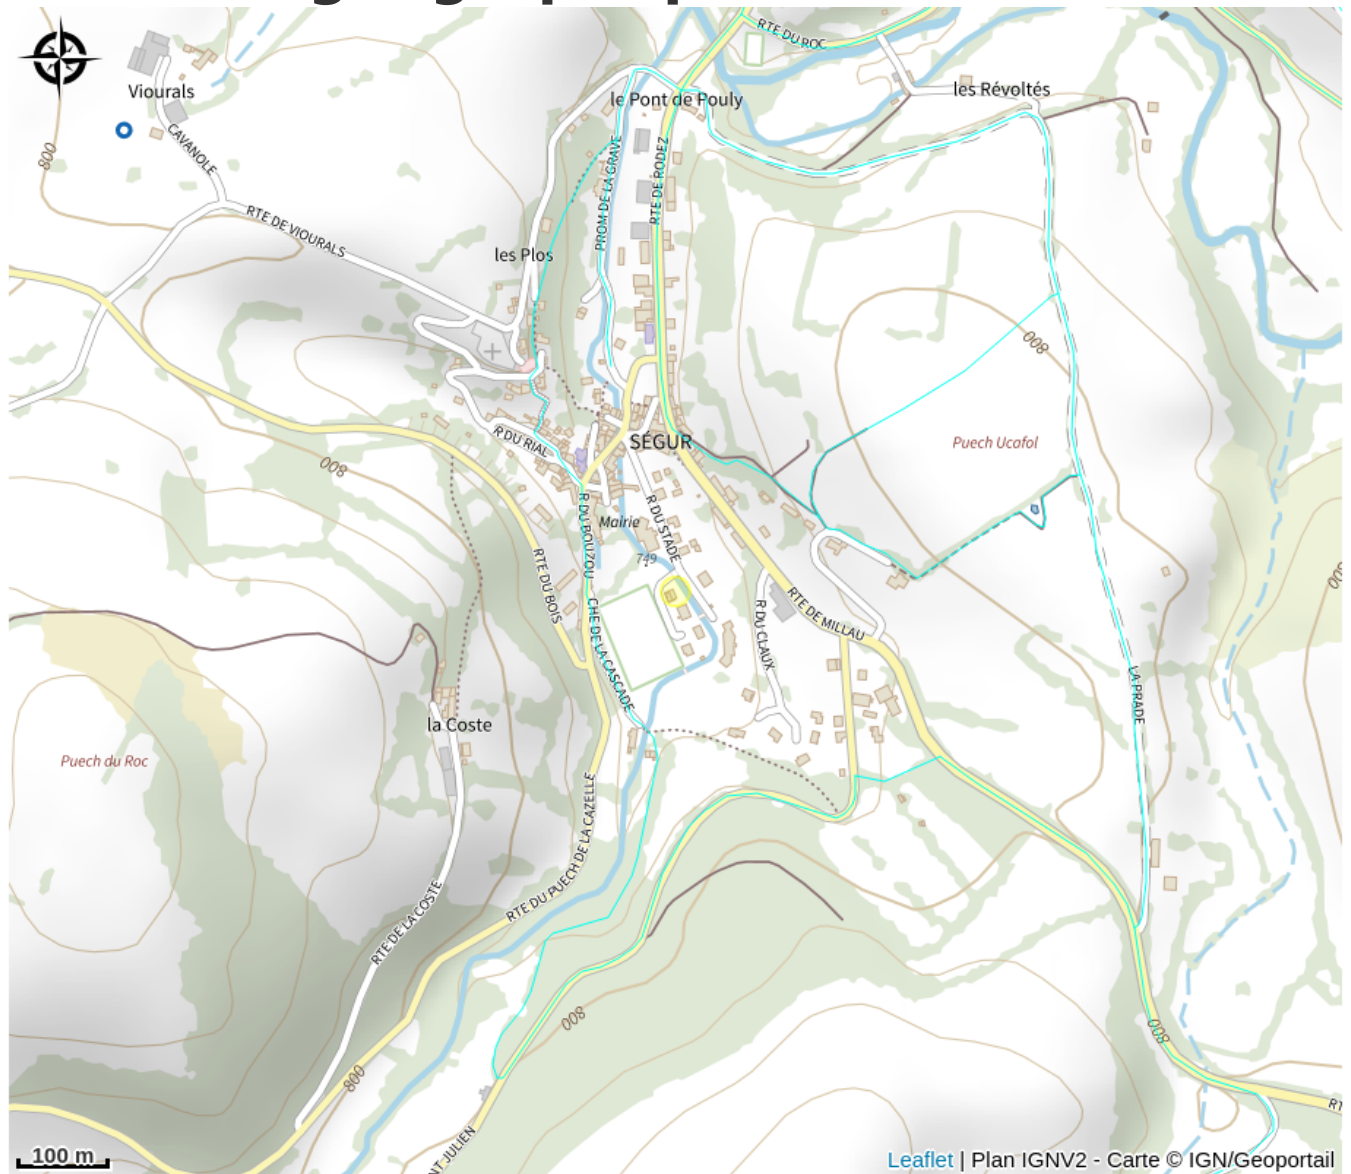 RTE DU ROC
Viourals
le Pont de Pouly
les Révoltés
CAVANOLE
800
PROM DE LA GRAVE
RTE DE RODEZ
RTE DE VIOURALS
les Plos
800
R DU RIAL
SÉGUR
Puech Ucafol
800
R DU BOUZOU
Mairie
R DU STADE
749
RTE DU BOIS
800
CHE DE LA CASCADE
R DU CLAUX
RTE DE MILLAU
LA PRADE
la Coste
Puech du Roc
RTE DU PUECH DE LA CAZELLE
RTE DE LA COSTE
800
800
800
NT JULIEN
RT
100 m
Leaflet | Plan IGNV2 - Carte © IGN/Geoportail